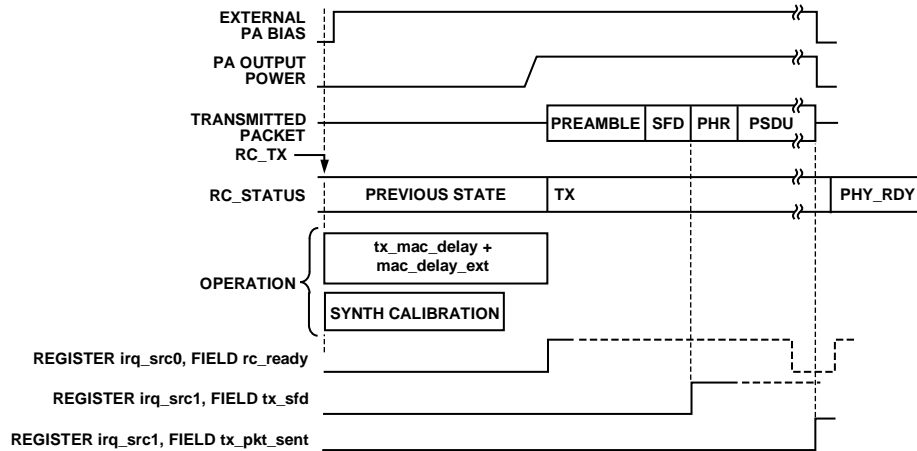 EXTERNAL
PA BIAS
PA OUTPUT
POWER
TRANSMITTED
PACKET
PREAMBLE SFD PHR PSDU
RC_TX
RC_STATUS
PREVIOUS STATE TX PHY_RDY
OPERATION
tx_mac_delay +
mac_delay_ext
SYNTH CALIBRATION
REGISTER irq_src0, FIELD rc_ready
REGISTER irq_src1, FIELD tx_sfd
REGISTER irq_src1, FIELD tx_pkt_sent